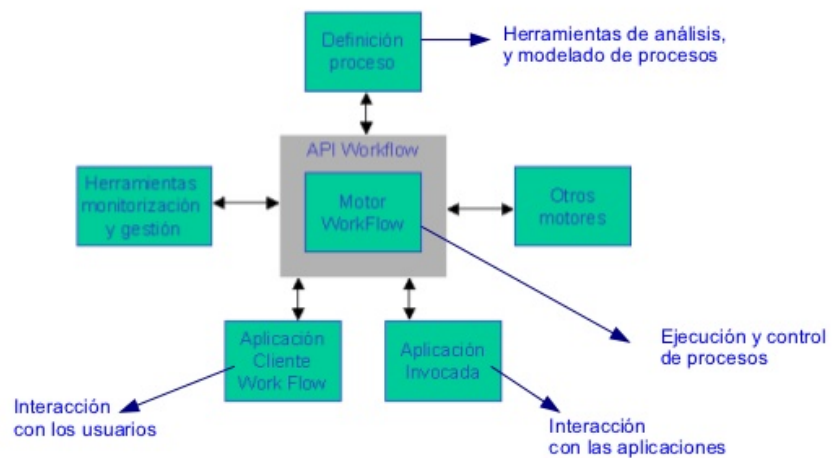 Definición
proceso
Herramientas de análisis,
y modelado de procesos
API Workflow
Herramientas
monitorización
y gestión
Motor
WorkFlow
Otros
motores
Aplicación
Cliente
Work Flow
Aplicación
Invocada
Ejecución y control
de procesos
Interacción
con los usuarios
Interacción
con las aplicaciones